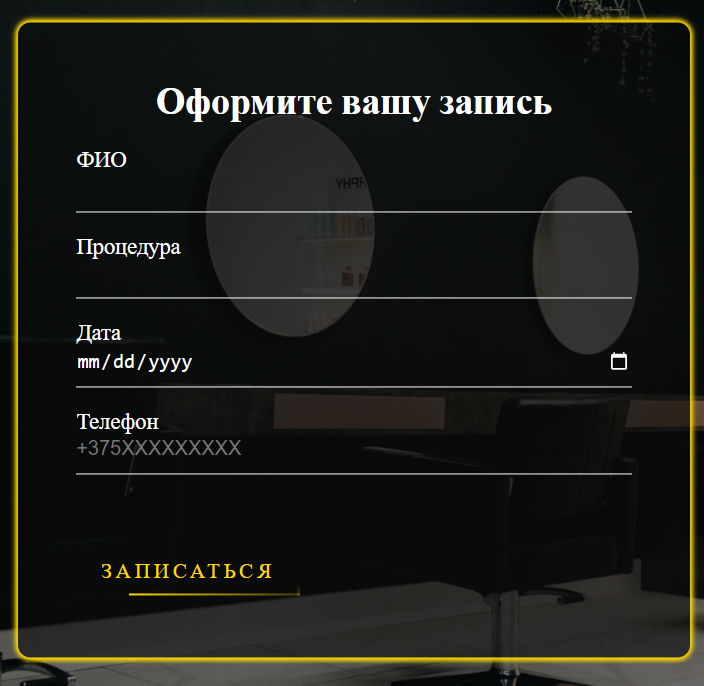 Оформите вашу запись
ФИО
Процедура
Дата
mm/dd/yyyy
Телефон
+375XXXXXXXXX
ЗАПИСАТЬСЯ